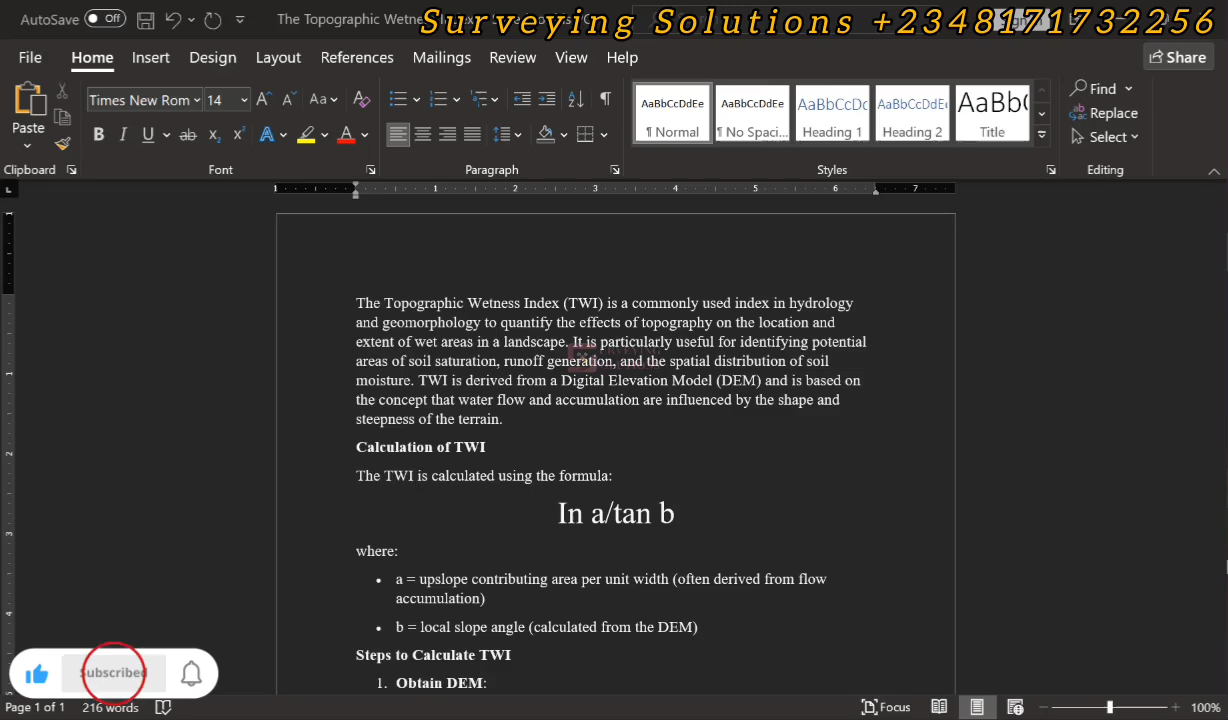 AutoSave Off The Topographic Wetness
Surveying Solutions +2348171732256
File Home Insert Design Layout References Mailings Review View Help Share
Paste
Clipboard
Times New Rom 14
Font
Paragraph
AaBbCcDdEe AaBbCcDdEe AaBbCcDc AaBbCcDdEe AaBb(
¶ Normal ¶ No Spaci... Heading 1 Heading 2 Title
Styles
Find
Replace
Select
Editing
The Topographic Wetness Index (TWI) is a commonly used index in hydrology
and geomorphology to quantify the effects of topography on the location and
extent of wet areas in a landscape. It is particularly useful for identifying potential
areas of soil saturation, runoff generation, and the spatial distribution of soil
moisture. TWI is derived from a Digital Elevation Model (DEM) and is based on
the concept that water flow and accumulation are influenced by the shape and
steepness of the terrain.
Calculation of TWI
The TWI is calculated using the formula:
In a/tan b
where:
• a = upslope contributing area per unit width (often derived from flow
accumulation)
• b = local slope angle (calculated from the DEM)
Steps to Calculate TWI
1. Obtain DEM:
Subscribed
Page 1 of 1 216 words Focus 100%